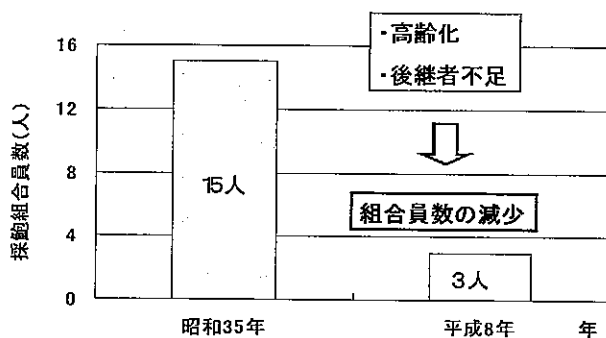 採鮑組合員数(人)
16
12
8
4
0
・高齢化
・後継者不足
組合員数の減少
15人
3人
昭和35年
平成8年
年